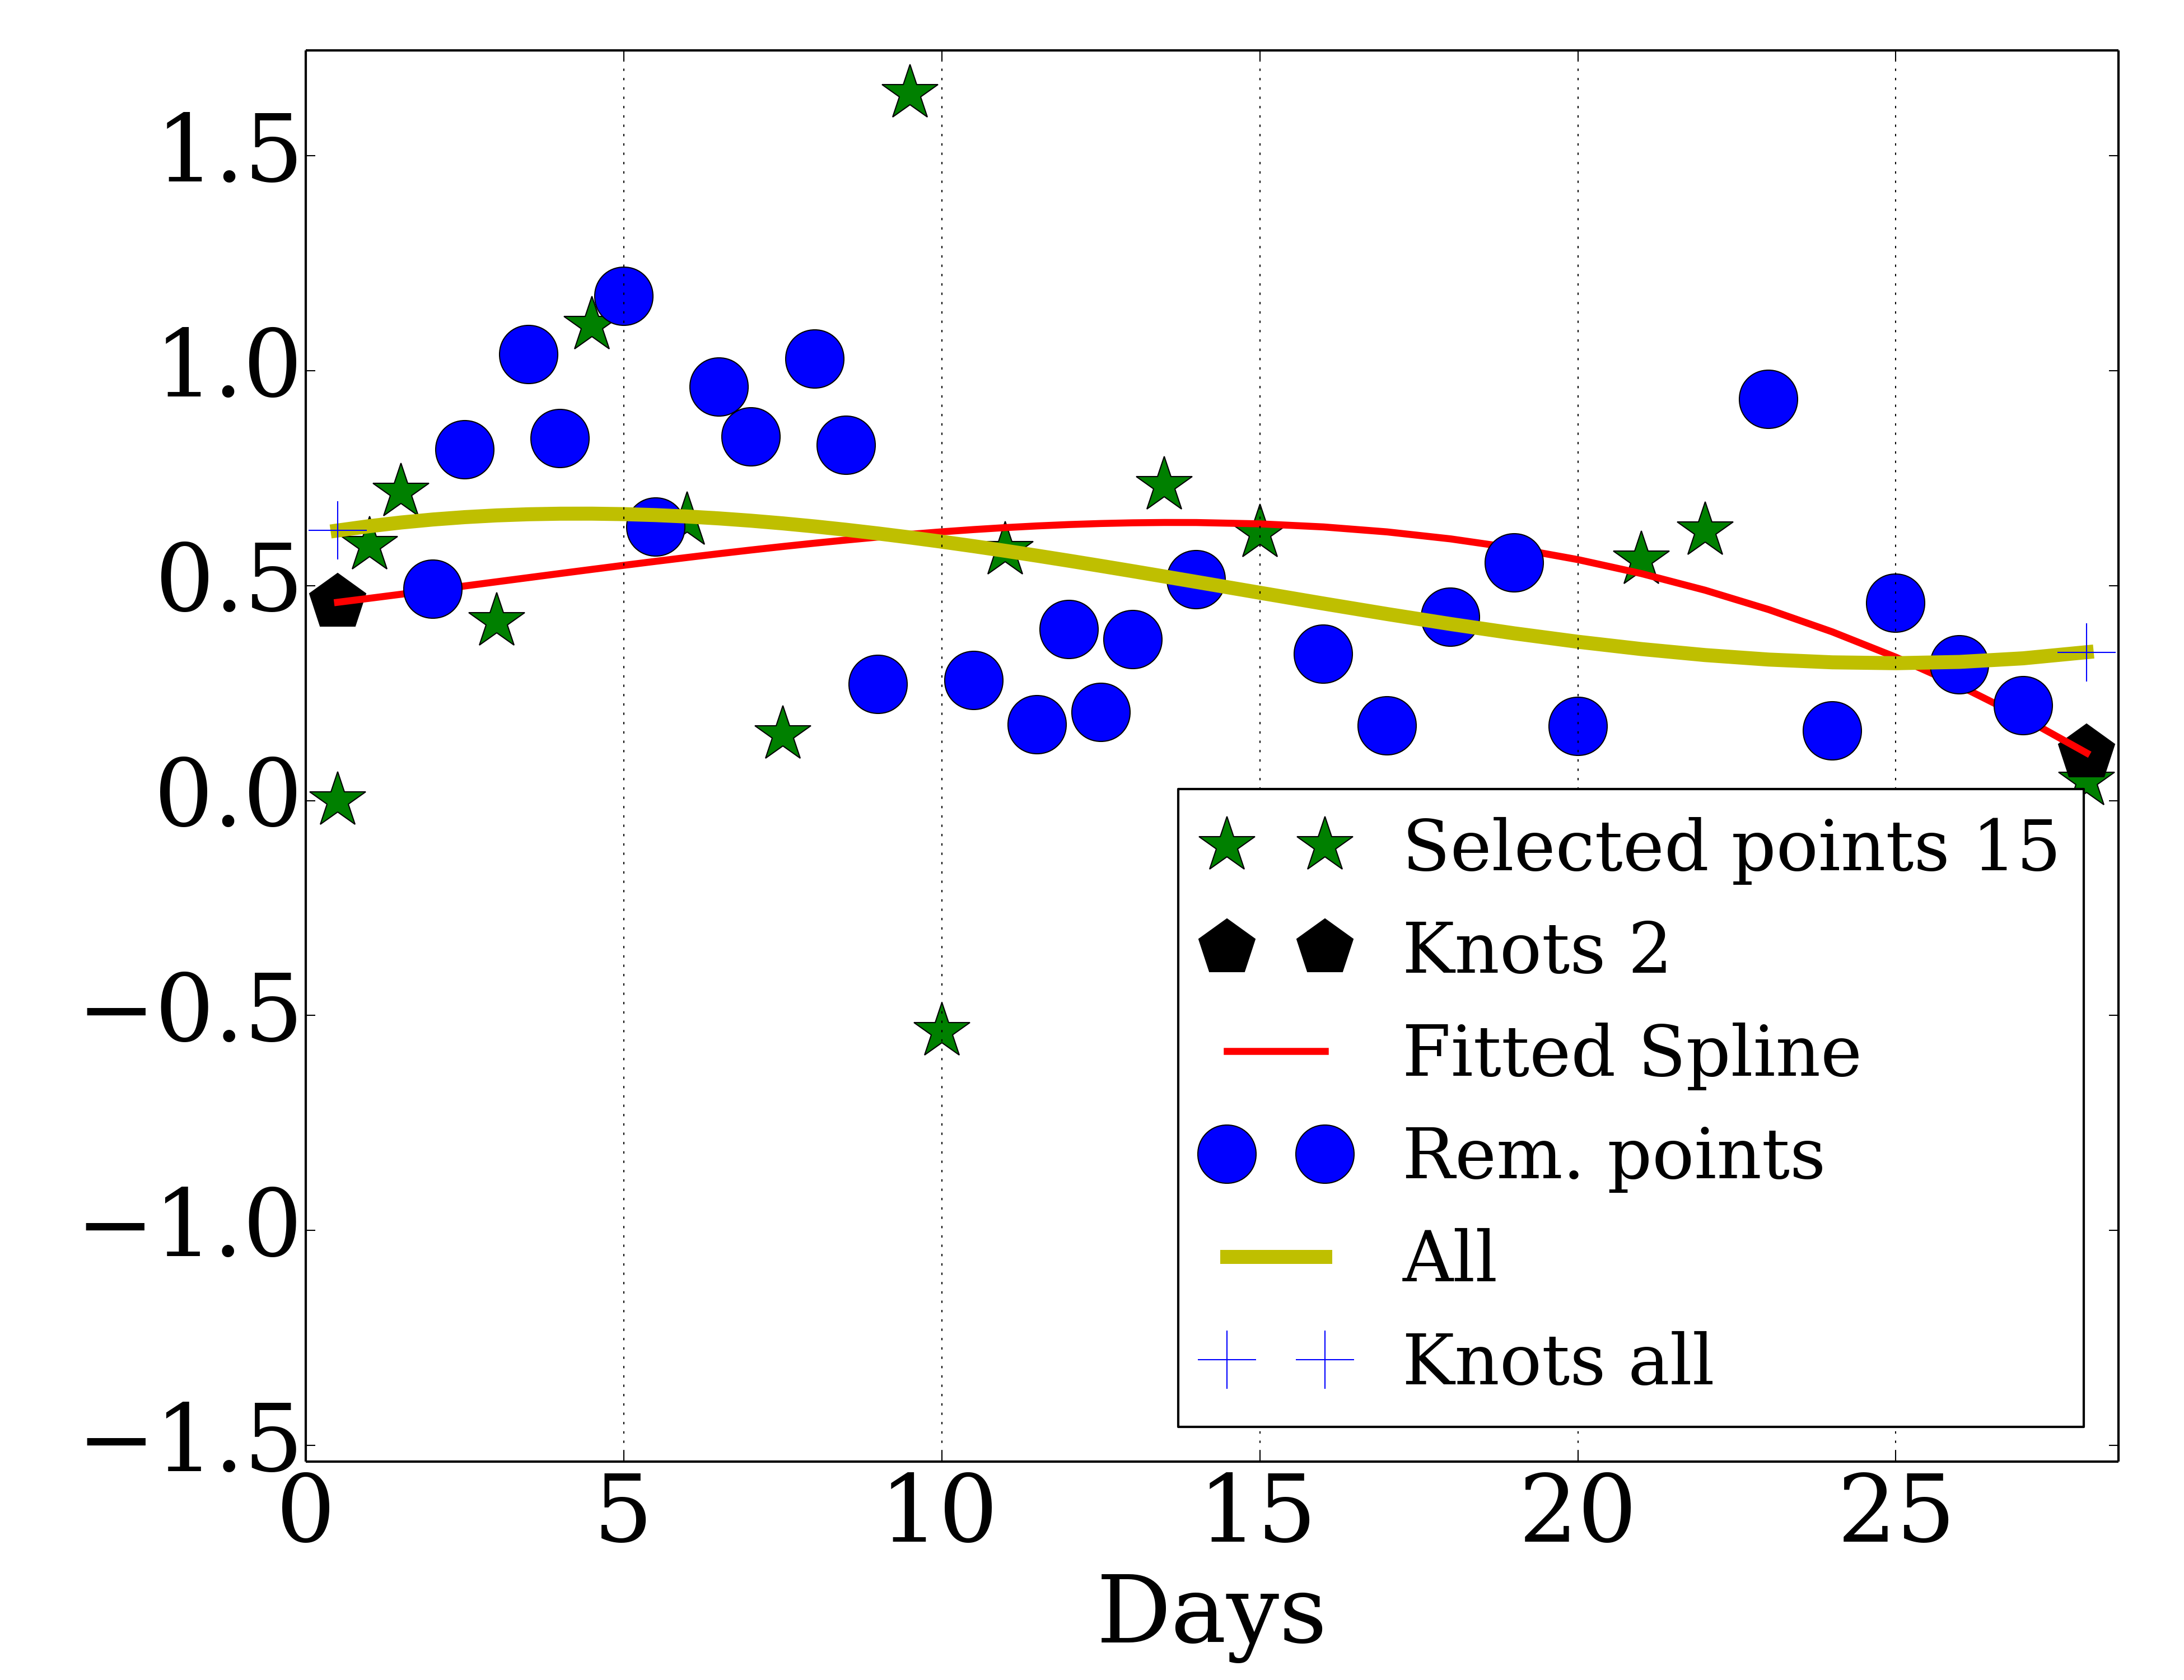 1.5
1.0
0.5
0.0
−0.5
−1.0
−1.5
Selected points 15
Knots 2
Fitted Spline
Rem. points
All
Knots all
0 5 10 15 20 25
Days